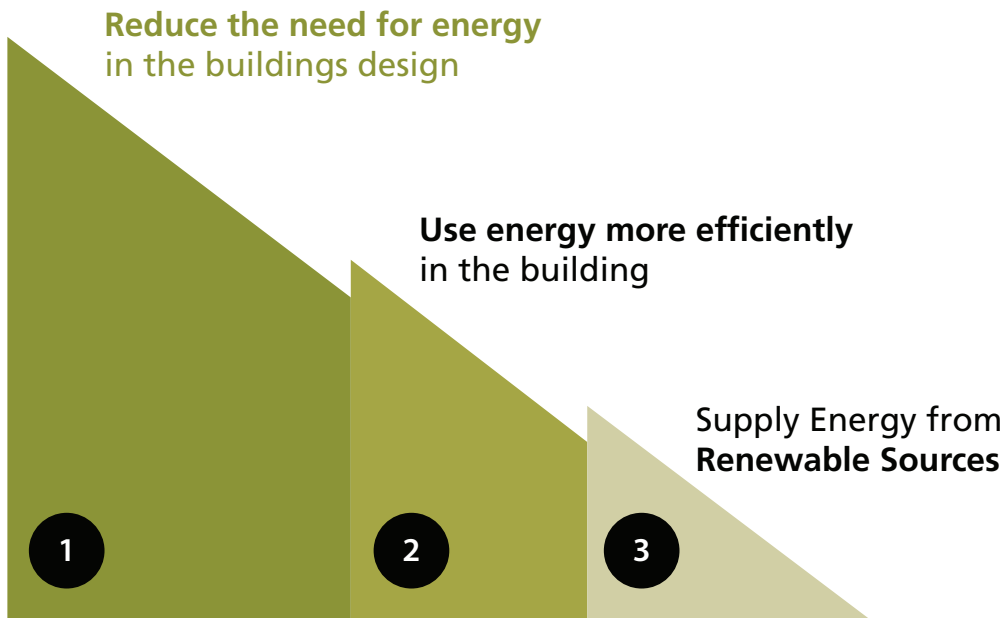 Reduce the need for energy
in the buildings design
Use energy more efficiently
in the building
Supply Energy from
Renewable Sources
1
2
3